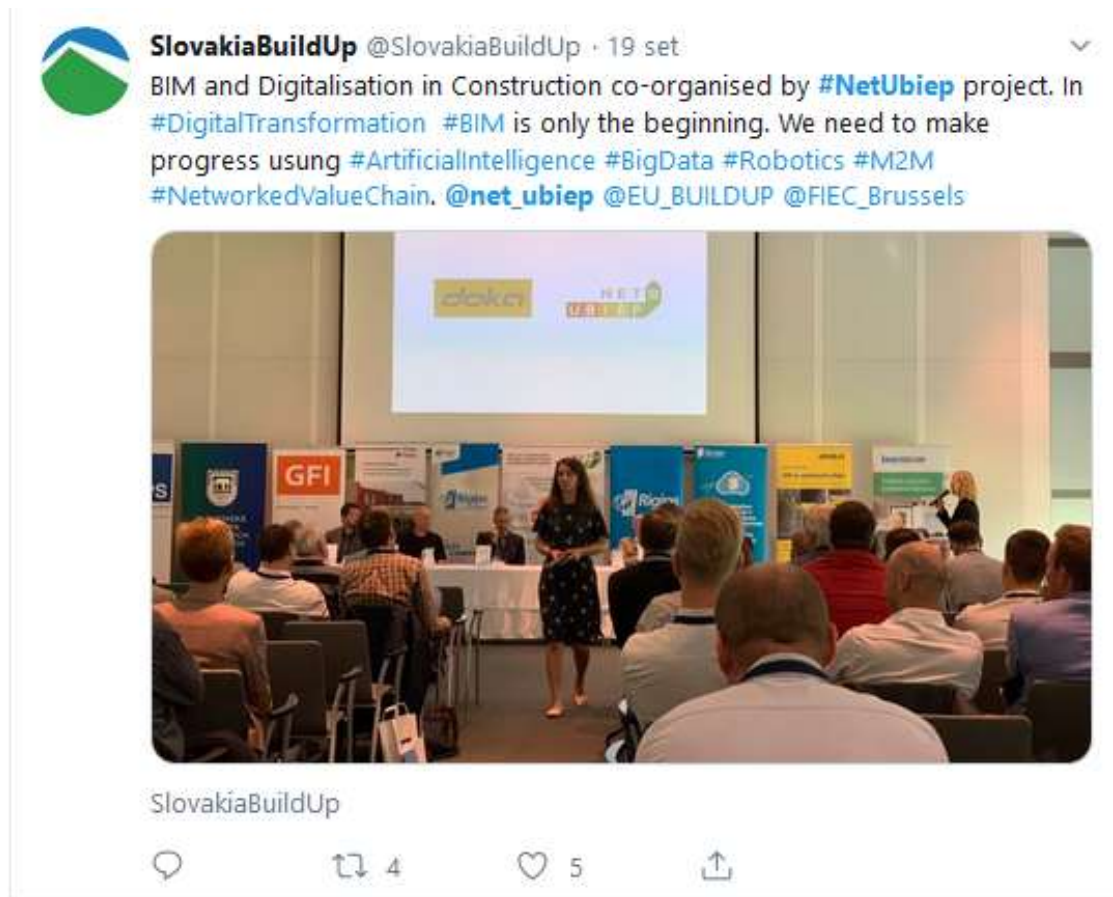 SlovakiaBuildUp @SlovakiaBuildUp · 19 set
BIM and Digitalisation in Construction co-organised by #NetUbiep project. In
#DigitalTransformation #BIM is only the beginning. We need to make
progress usung #ArtificialIntelligence #BigData #Robotics #M2M
#NetworkedValueChain. @net_ubiep @EU_BUILDUP @FIEC_Brussels
doka
NET
UBIEP
GFI
SlovakiaBuildUp
4
5